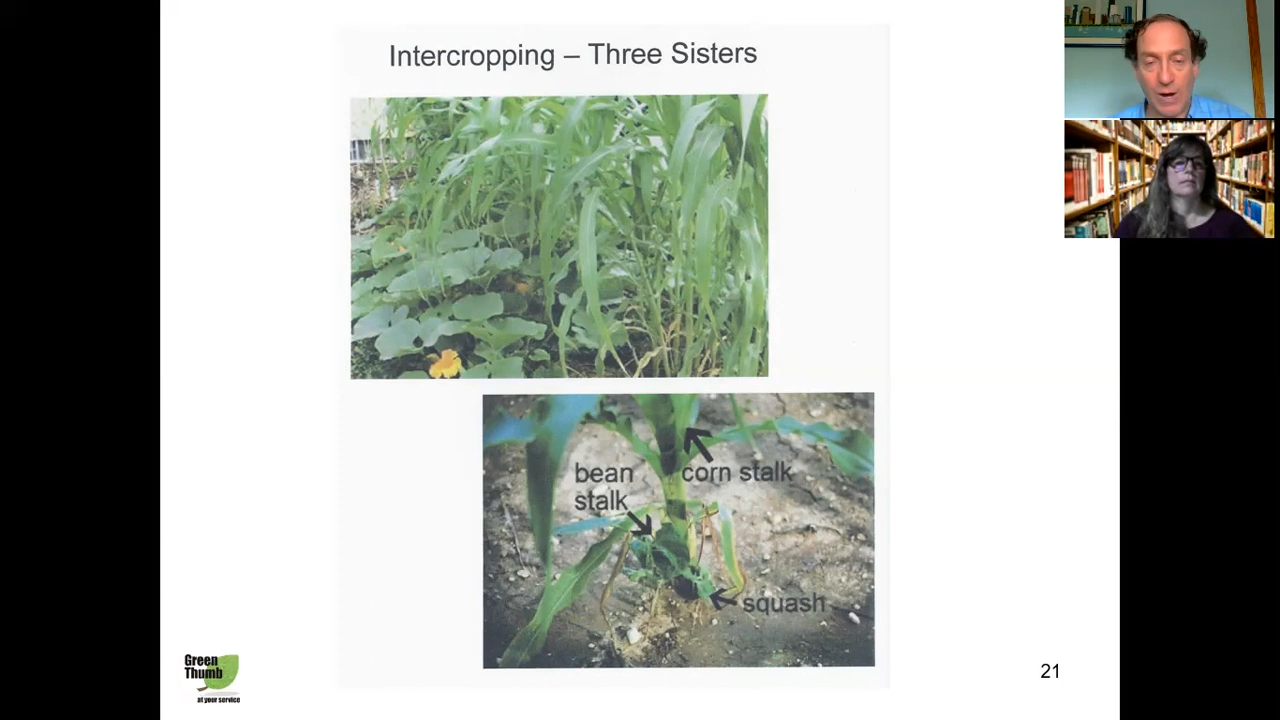 Intercropping – Three Sisters
bean
stalk
corn stalk
squash
Green
Thumb
at your service
21